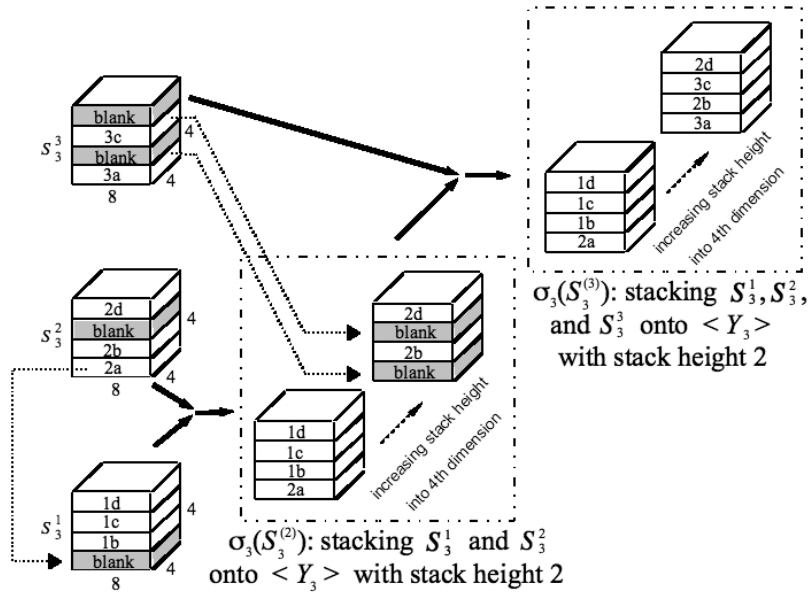 blank
3c
blank
3a
S_3^3
4
4
8
2d
blank
2b
2a
S_3^2
4
4
8
1d
1c
1b
blank
S_3^1
4
4
8
2d
blank
2b
blank
1d
1c
1b
2a
increasing stack height
into 4th dimension
σ_3(S_3^(2)): stacking S_3^1 and S_3^2
onto < Y_3 > with stack height 2
2d
3c
2b
3a
1d
1c
1b
2a
increasing stack height
into 4th dimension
σ_3(S_3^(3)): stacking S_3^1, S_3^2,
and S_3^3 onto < Y_3 >
with stack height 2